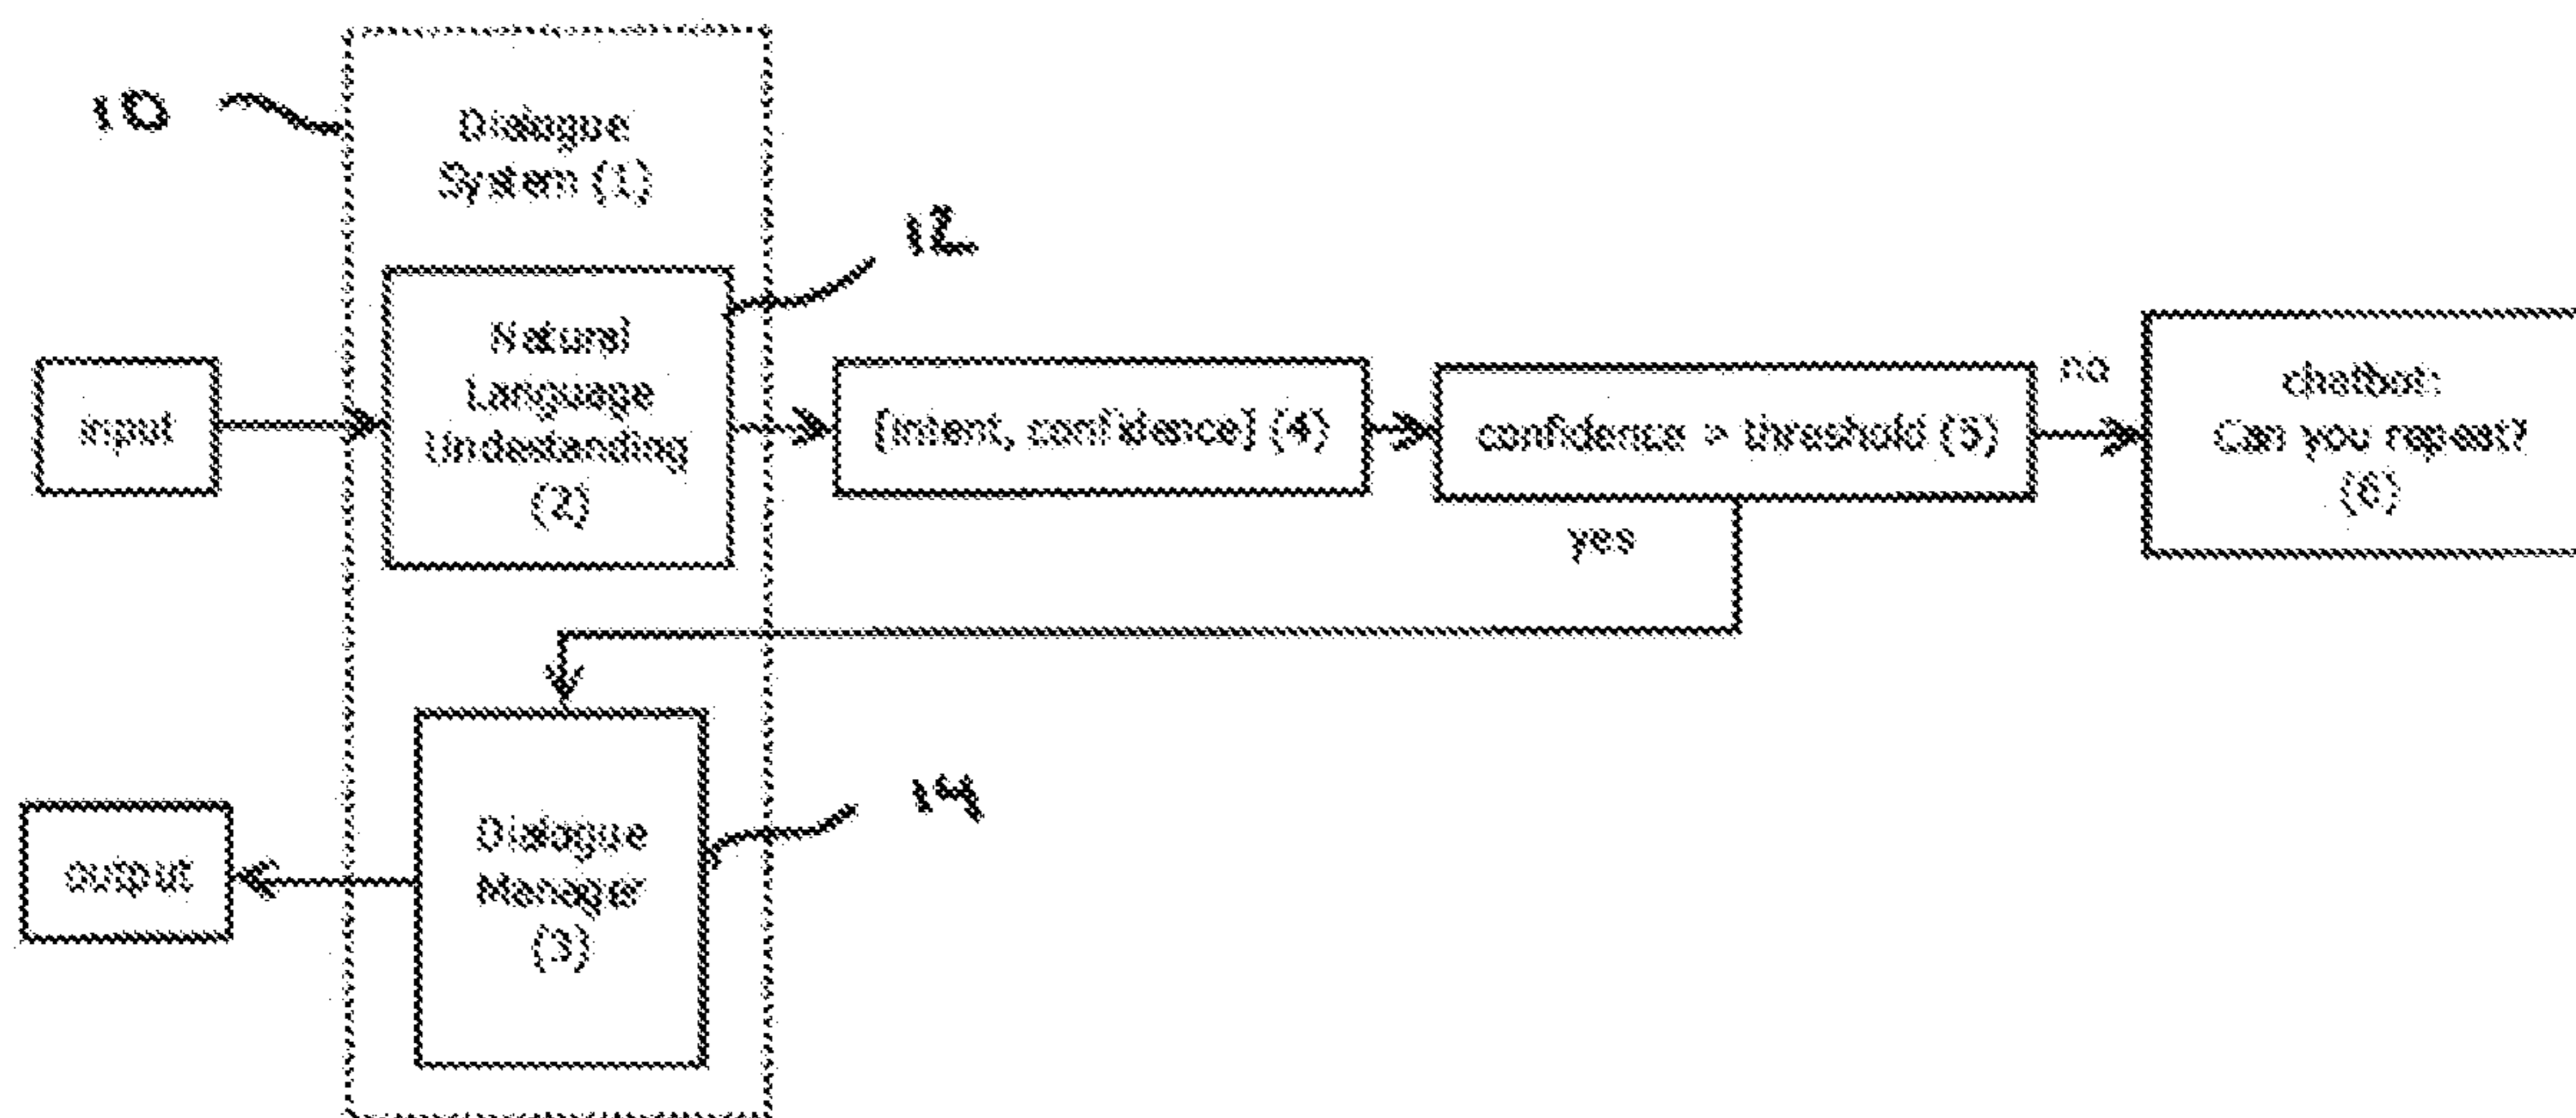 10
Dialogue
System (1)
12
input
Natural
Language
Undestanding
(2)
[intent, confidence] (4)
confidence > threshold (5)
no
chatbot:
Can you repeat?
(6)
yes
14
output
Dialogue
Manager
(3)